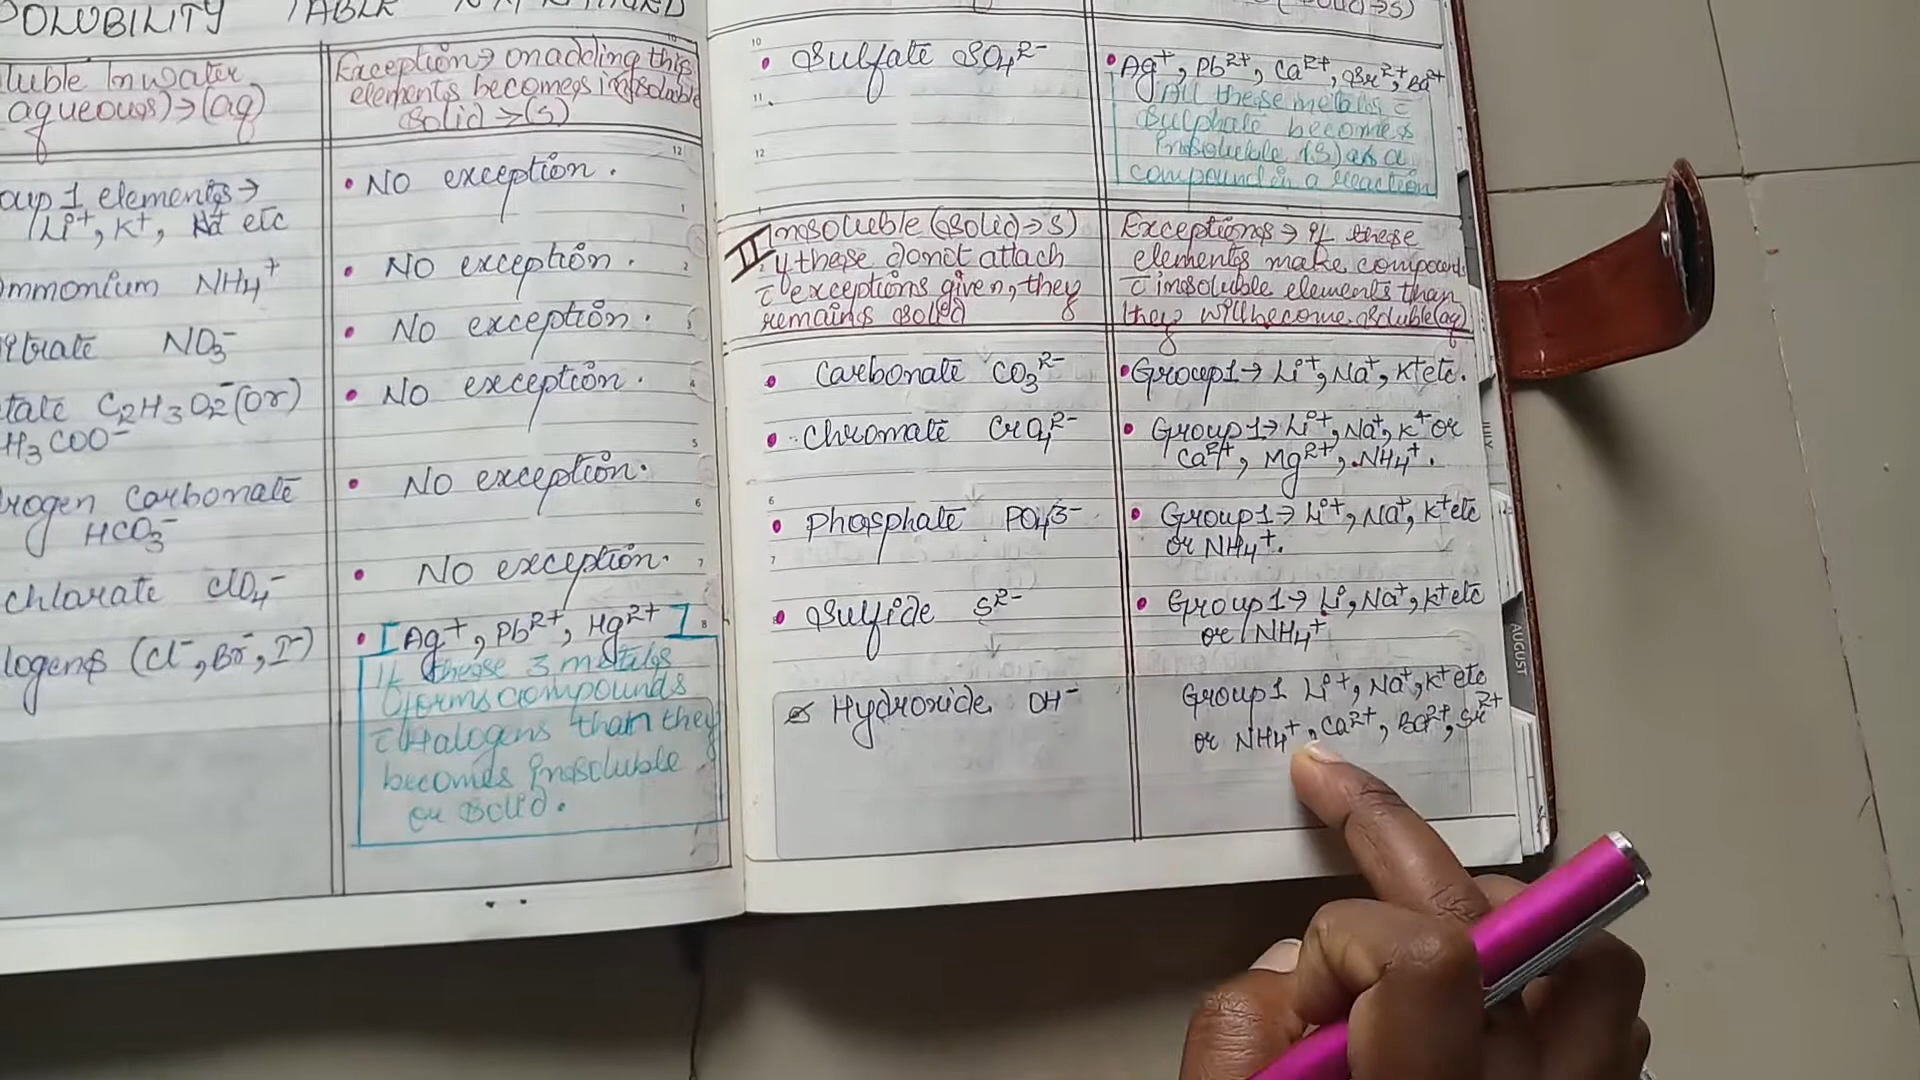 SOLUBILITY TABLE
luble In water
aqueous) → (aq)
Exception → on adding this
elements becomes insoluble
Solid → (s)
oup 1 elements →
Li⁺, K⁺, Na⁺ etc
• NO exception.
mmonium NH₄⁺
• NO exception.
itrate NO₃⁻
• NO exception.
tate C₂H₃O₂⁻ (or)
H₃COO⁻
• NO exception.
rogen Carbonate
HCO₃⁻
• NO exception.
chlorate ClO₄⁻
• NO exception.
logens (Cl⁻, Br⁻, I⁻)
• [Ag⁺, Pb²⁺, Hg²⁺]
If these 3 metals
forms compounds
c̄ Halogens than they
becomes insoluble
or solid.
• Sulfate SO₄²⁻
• Ag⁺, Pb²⁺, Ca²⁺, Sr²⁺, Ba²⁺
All these metals c̄
Sulphate becomes
insoluble (s) as a
compound in a reaction
II Insoluble (Solid → s)
if these donot attach
c̄ exceptions given, they
remains solid
Exceptions → if these
elements make compounds
c̄ insoluble elements than
they will become soluble (aq)
• Carbonate CO₃²⁻
• Group 1 → Li⁺, Na⁺, K⁺ etc.
• Chromate CrO₄²⁻
• Group 1 → Li⁺, Na⁺, K⁺ or
Ca²⁺, Mg²⁺, NH₄⁺.
• Phosphate PO₄³⁻
• Group 1 → Li⁺, Na⁺, K⁺ etc
or NH₄⁺.
• Sulfide S²⁻
• Group 1 → Li, Na⁺, K⁺ etc
or NH₄⁺
Hydroxide OH⁻
Group 1 Li⁺, Na⁺, K⁺ etc
or NH₄⁺, Ca²⁺, Ba²⁺, Sr²⁺
AUGUST